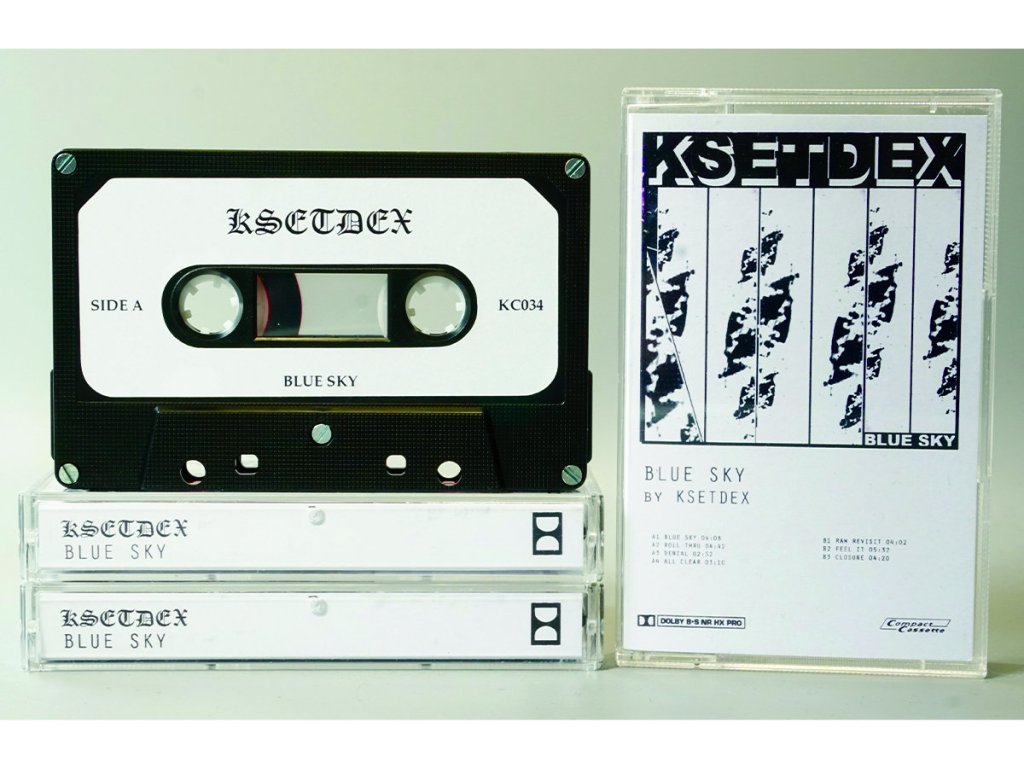 KSETDEX
SIDE A
KC034
BLUE SKY
KSETDEX
BLUE SKY
KSETDEX
BLUE SKY
KSETDEX
BLUE SKY
BLUE SKY
BY KSETDEX
A1 BLUE SKY 04:08
A2 ROLL THRU 04:42
A3 DENIAL 02:52
A4 ALL CLEAR 03:16
B1 RAW REVISIT 04:02
B2 FEEL IT 05:32
B3 CLOSURE 04:20
DOLBY B·S NR HX PRO
Compact
Cassette